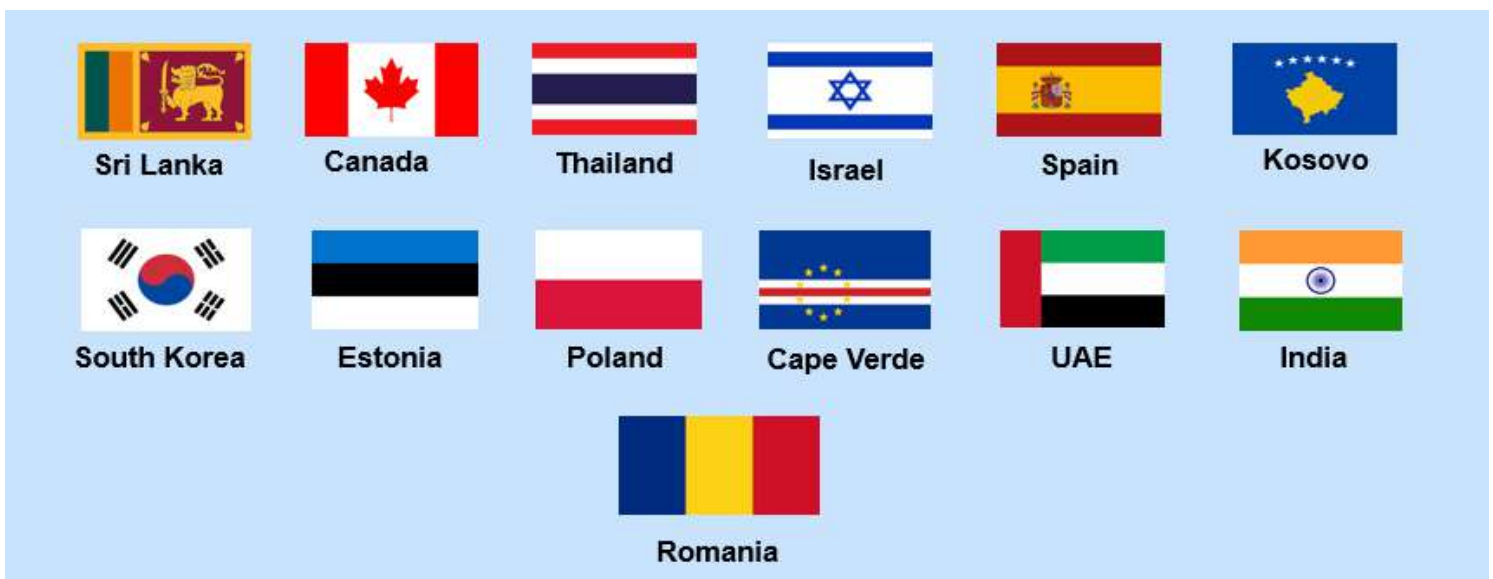 Sri Lanka Canada Thailand Israel Spain Kosovo
South Korea Estonia Poland Cape Verde UAE India
Romania